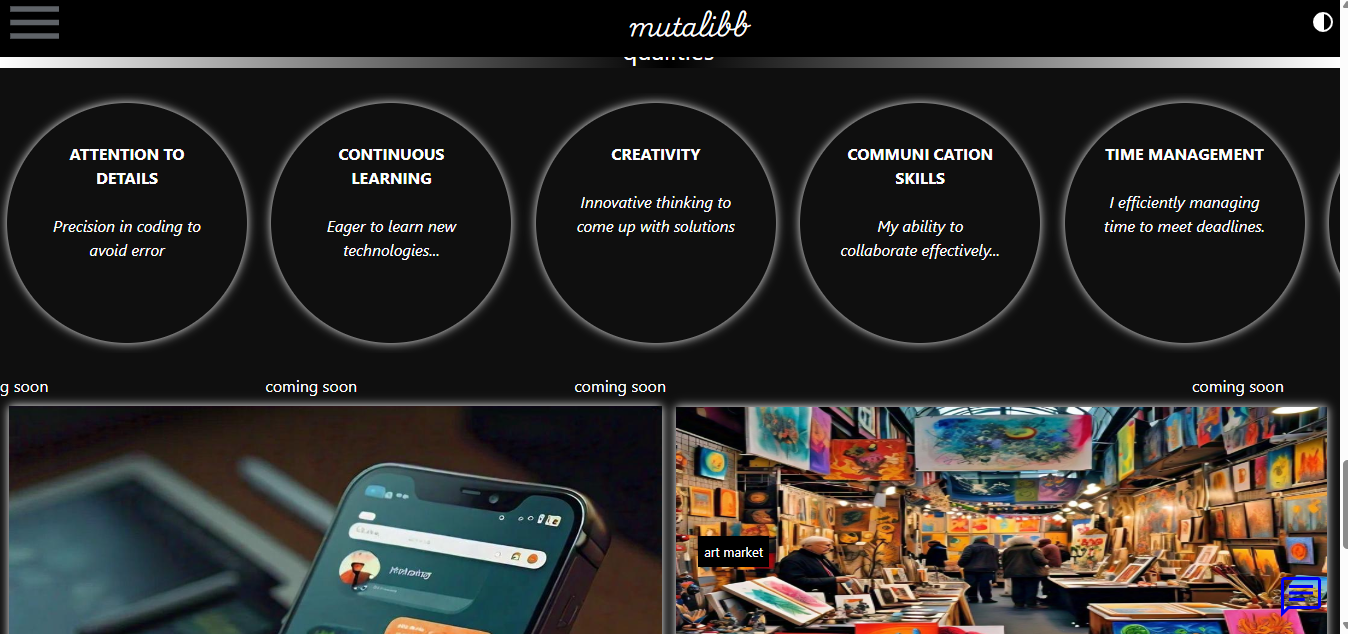 mutalibb
qualities
ATTENTION TO
DETAILS
Precision in coding to
avoid error
CONTINUOUS
LEARNING
Eager to learn new
technologies...
CREATIVITY
Innovative thinking to
come up with solutions
COMMUNI CATION
SKILLS
My ability to
collaborate effectively...
TIME MANAGEMENT
I efficiently managing
time to meet deadlines.
g soon
coming soon
coming soon
coming soon
art market